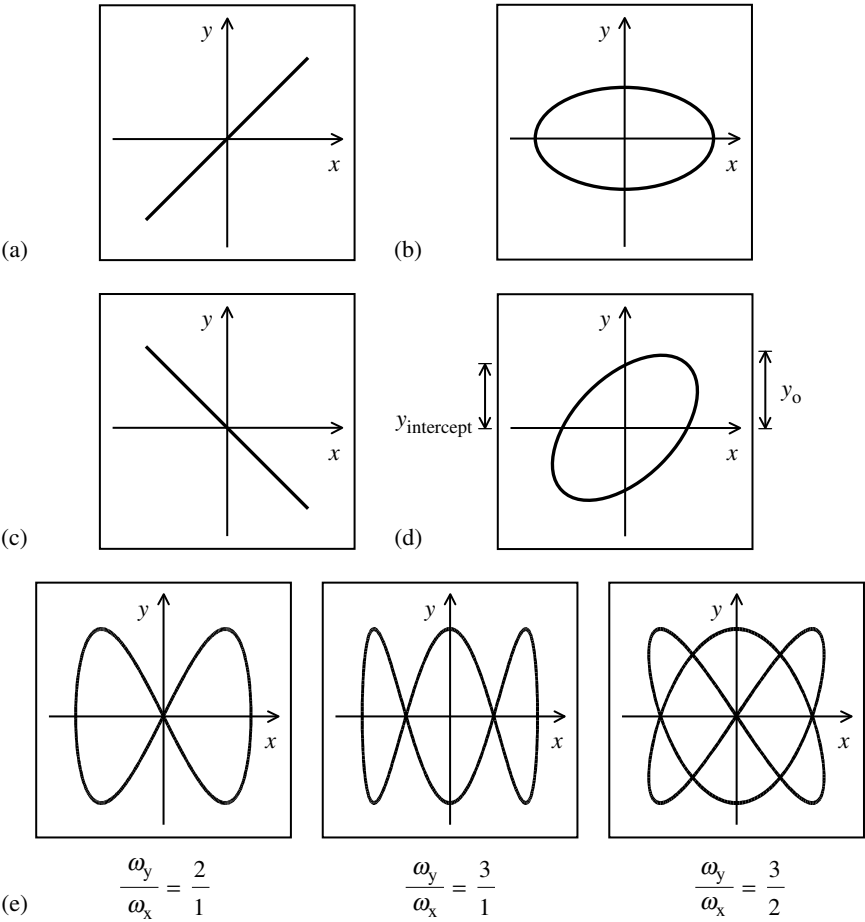 y
x
(a)
y
x
(b)
y
x
(c)
y
x
y_intercept
y_o
(d)
y
x
y
x
y
x
(e)
ω_y/ω_x = 2/1
ω_y/ω_x = 3/1
ω_y/ω_x = 3/2